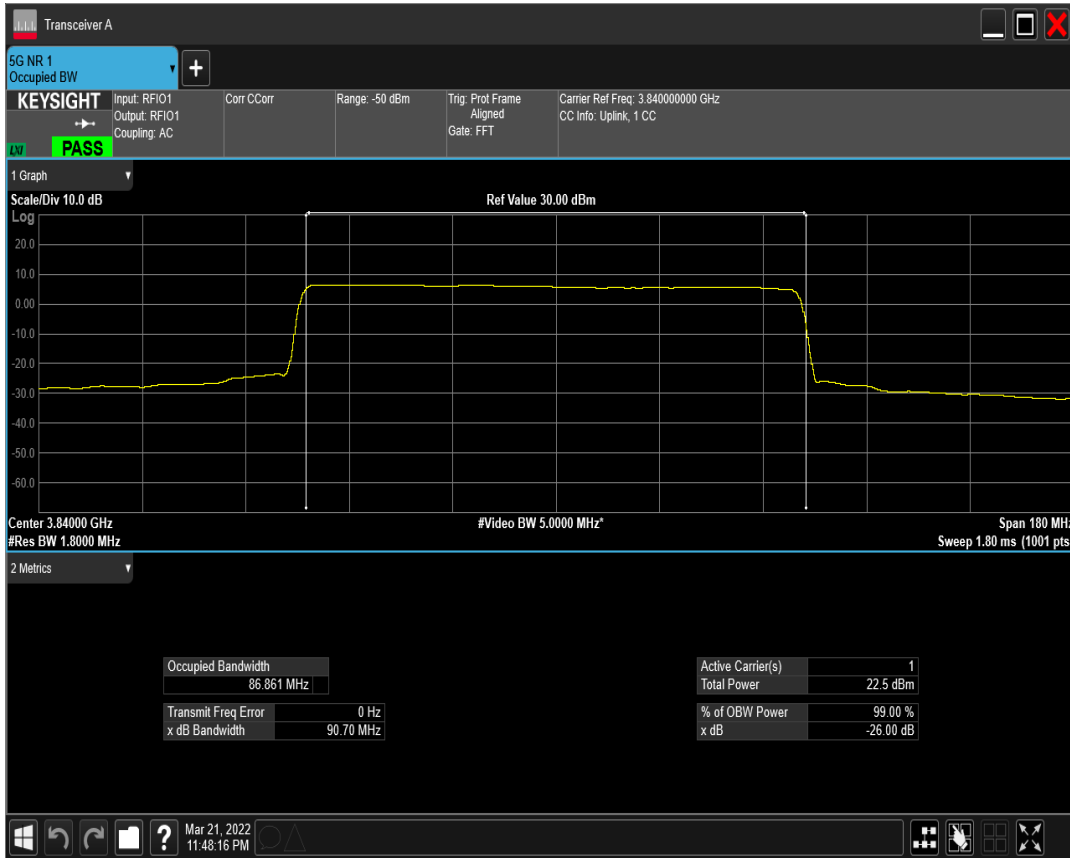 Transceiver A
5G NR 1
Occupied BW
+
KEYSIGHT
LXI
PASS
Input: RFIO1
Output: RFIO1
Coupling: AC
Corr CCorr
Range: -50 dBm
Trig: Prot Frame
Aligned
Gate: FFT
Carrier Ref Freq: 3.840000000 GHz
CC Info: Uplink, 1 CC
1 Graph
Scale/Div 10.0 dB
Ref Value 30.00 dBm
Log
20.0
10.0
0.00
-10.0
-20.0
-30.0
-40.0
-50.0
-60.0
Center 3.84000 GHz
#Video BW 5.0000 MHz*
Span 180 MHz
#Res BW 1.8000 MHz
Sweep 1.80 ms (1001 pts
2 Metrics
Occupied Bandwidth
86.861 MHz
Transmit Freq Error 0 Hz
x dB Bandwidth 90.70 MHz
Active Carrier(s) 1
Total Power 22.5 dBm
% of OBW Power 99.00 %
x dB -26.00 dB
?
Mar 21, 2022
11:48:16 PM